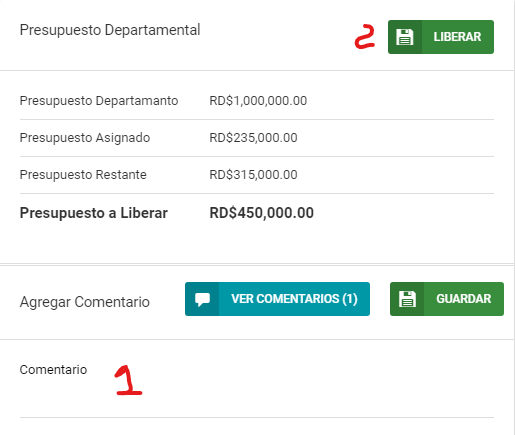 Presupuesto Departamental
2
LIBERAR
Presupuesto Departamanto RD$1,000,000.00
Presupuesto Asignado RD$235,000.00
Presupuesto Restante RD$315,000.00
Presupuesto a Liberar RD$450,000.00
Agregar Comentario
VER COMENTARIOS (1)
GUARDAR
Comentario
1